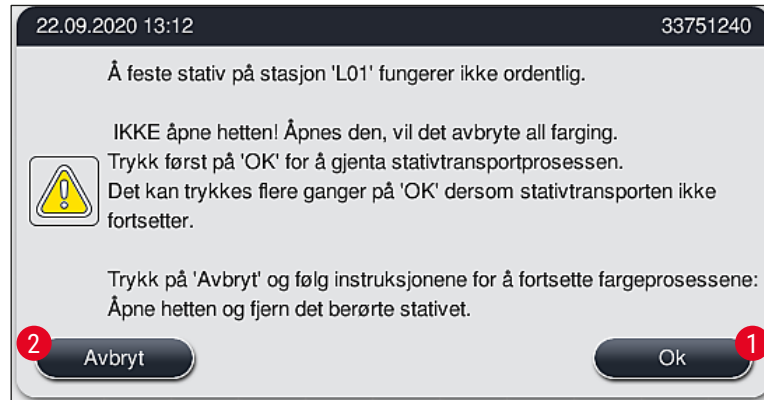 22.09.2020 13:12 33751240
Å feste stativ på stasjon 'L01' fungerer ikke ordentlig.
IKKE åpne hetten! Åpnes den, vil det avbryte all farging.
Trykk først på 'OK' for å gjenta stativtransportprosessen.
Det kan trykkes flere ganger på 'OK' dersom stativtransporten ikke
fortsetter.
Trykk på 'Avbryt' og følg instruksjonene for å fortsette fargeprosessene:
Åpne hetten og fjern det berørte stativet.
2 Avbryt Ok 1